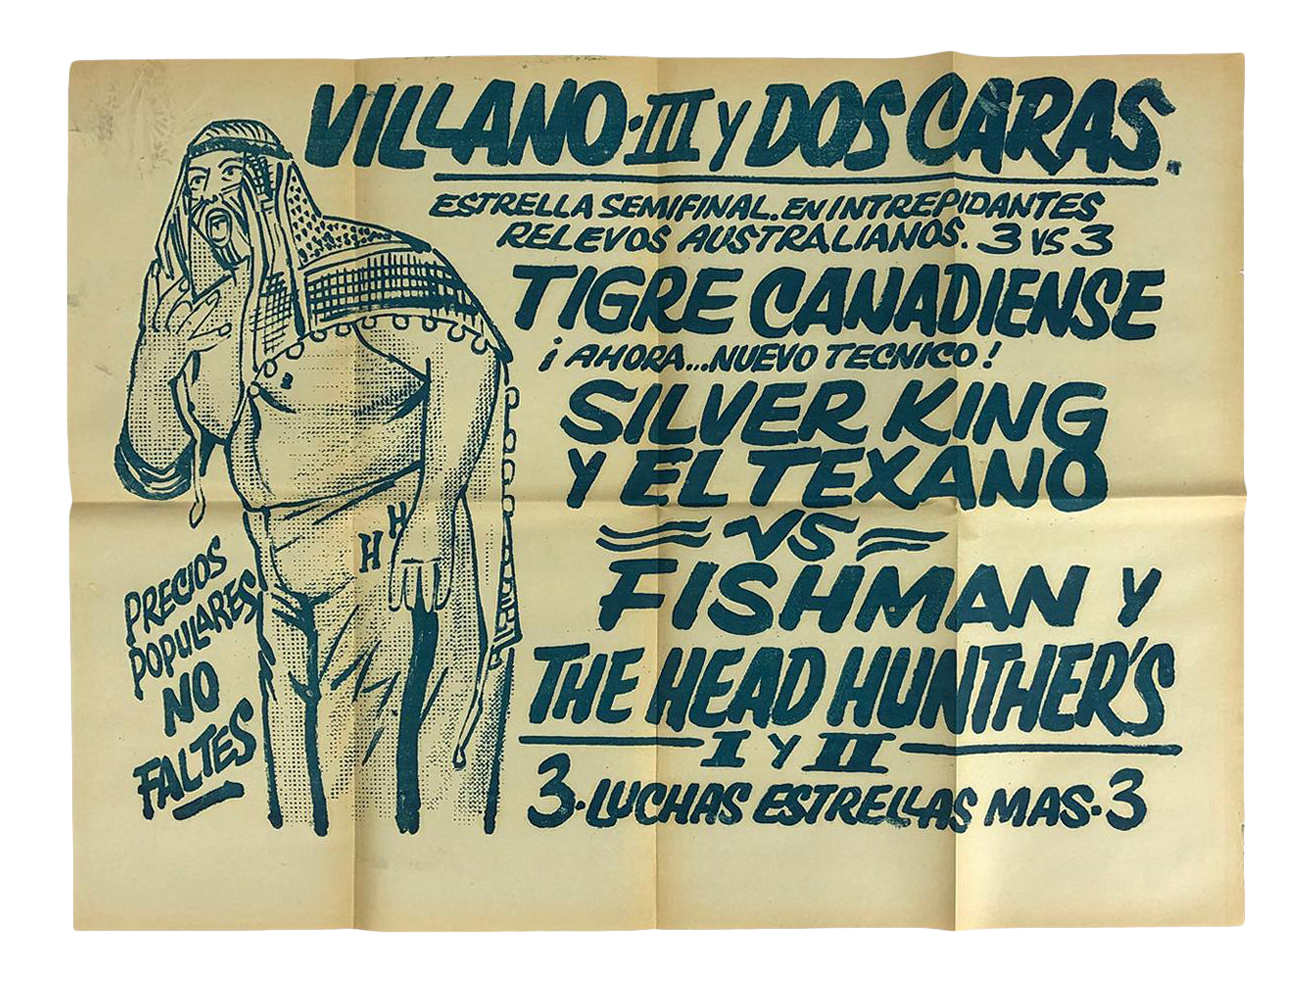 VILLANO·III Y DOS CARAS.
ESTRELLA SEMIFINAL. EN INTREPIDANTES
RELEVOS AUSTRALIANOS. 3 VS 3
TIGRE CANADIENSE
¡AHORA...NUEVO TECNICO!
SILVER KING
Y EL TEXANO
VS
FISHMAN Y
THE HEAD HUNTHER'S
I Y II
3·LUCHAS ESTRELLAS MAS·3
H
H
PRECIOS
POPULARES
NO
FALTES